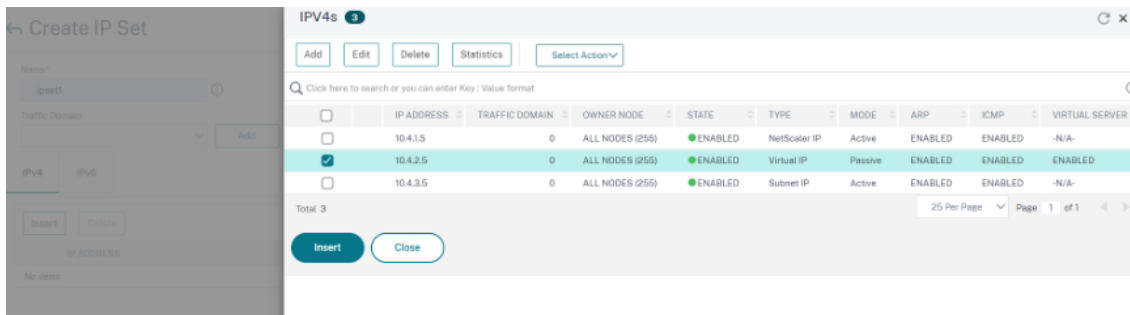 Create IP Set
Name*
ipset1
Traffic Domain
Add
IPv4 IPv6
Insert Delete
IP ADDRESS
No items
IPV4s 3
Add Edit Delete Statistics Select Action
Click here to search or you can enter Key : Value format
IP ADDRESS TRAFFIC DOMAIN OWNER NODE STATE TYPE MODE ARP ICMP VIRTUAL SERVER
10.4.1.5 0 ALL NODES (255) ENABLED NetScaler IP Active ENABLED ENABLED -N/A-
10.4.2.5 0 ALL NODES (255) ENABLED Virtual IP Passive ENABLED ENABLED ENABLED
10.4.3.5 0 ALL NODES (255) ENABLED Subnet IP Active ENABLED ENABLED -N/A-
Total 3 25 Per Page Page 1 of 1
Insert Close